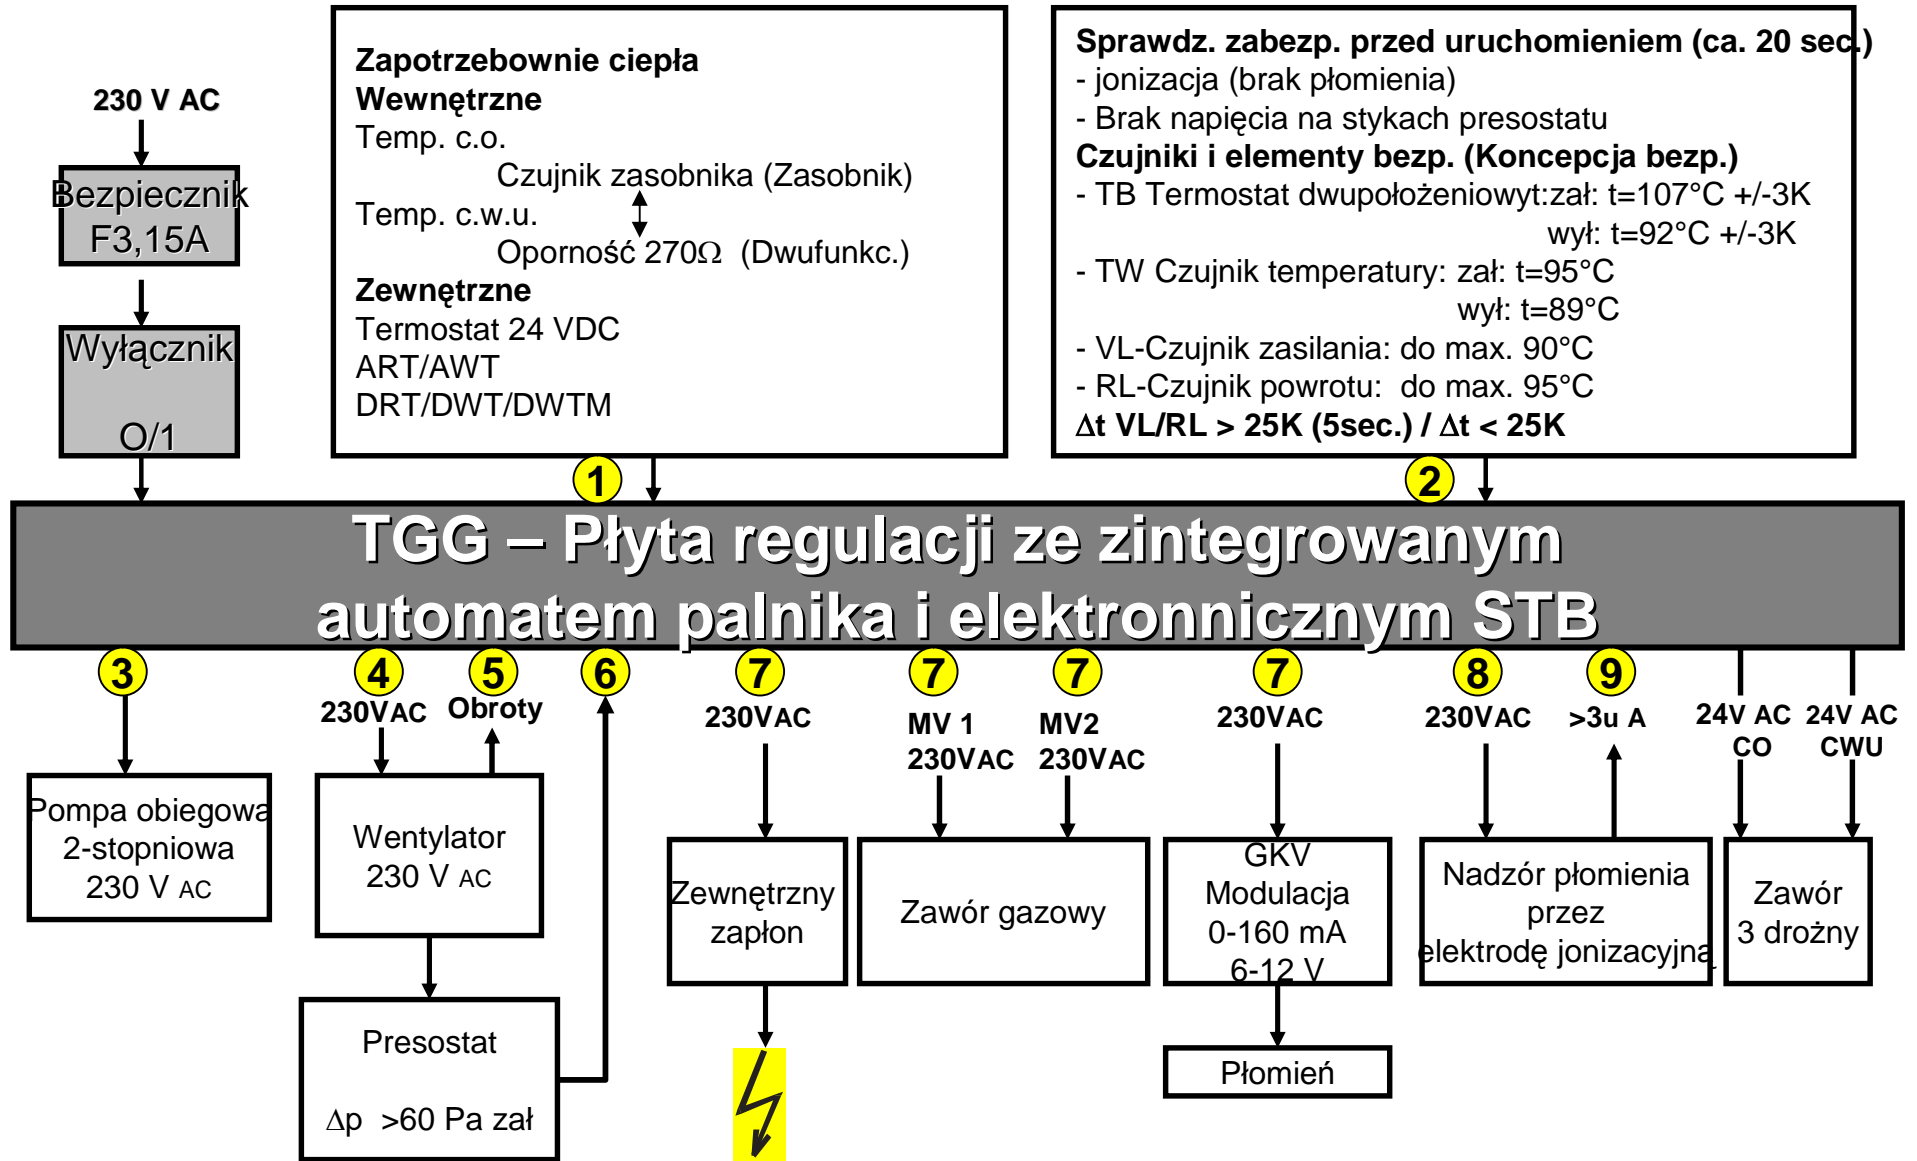 230 V AC
Bezpiecznik
F3,15A
Wyłącznik
O/1
Zapotrzebownie ciepła
Wewnętrzne
Temp. c.o.
Czujnik zasobnika (Zasobnik)
Temp. c.w.u.
Oporność 270Ω (Dwufunkc.)
Zewnętrzne
Termostat 24 VDC
ART/AWT
DRT/DWT/DWTM
Sprawdz. zabezp. przed uruchomieniem (ca. 20 sec.)
- jonizacja (brak płomienia)
- Brak napięcia na stykach presostatu
Czujniki i elementy bezp. (Koncepcja bezp.)
- TB Termostat dwupołożeniowyt:zał: t=107°C +/-3K
wył: t=92°C +/-3K
- TW Czujnik temperatury: zał: t=95°C
wył: t=89°C
- VL-Czujnik zasilania: do max. 90°C
- RL-Czujnik powrotu: do max. 95°C
Δt VL/RL > 25K (5sec.) / Δt < 25K
1
2
TGG – Płyta regulacji ze zintegrowanym
automatem palnika i elektronnicznym STB
3
4
5
6
7
7
7
7
8
9
230VAC
Obroty
230VAC
MV 1
230VAC
MV2
230VAC
230VAC
230VAC
>3u A
24V AC
CO
24V AC
CWU
Pompa obiegowa
2-stopniowa
230 V AC
Wentylator
230 V AC
Zewnętrzny
zapłon
Zawór gazowy
GKV
Modulacja
0-160 mA
6-12 V
Nadzór płomienia
przez
elektrodę jonizacyjną
Zawór
3 drożny
Presostat
Δp >60 Pa zał
Płomień